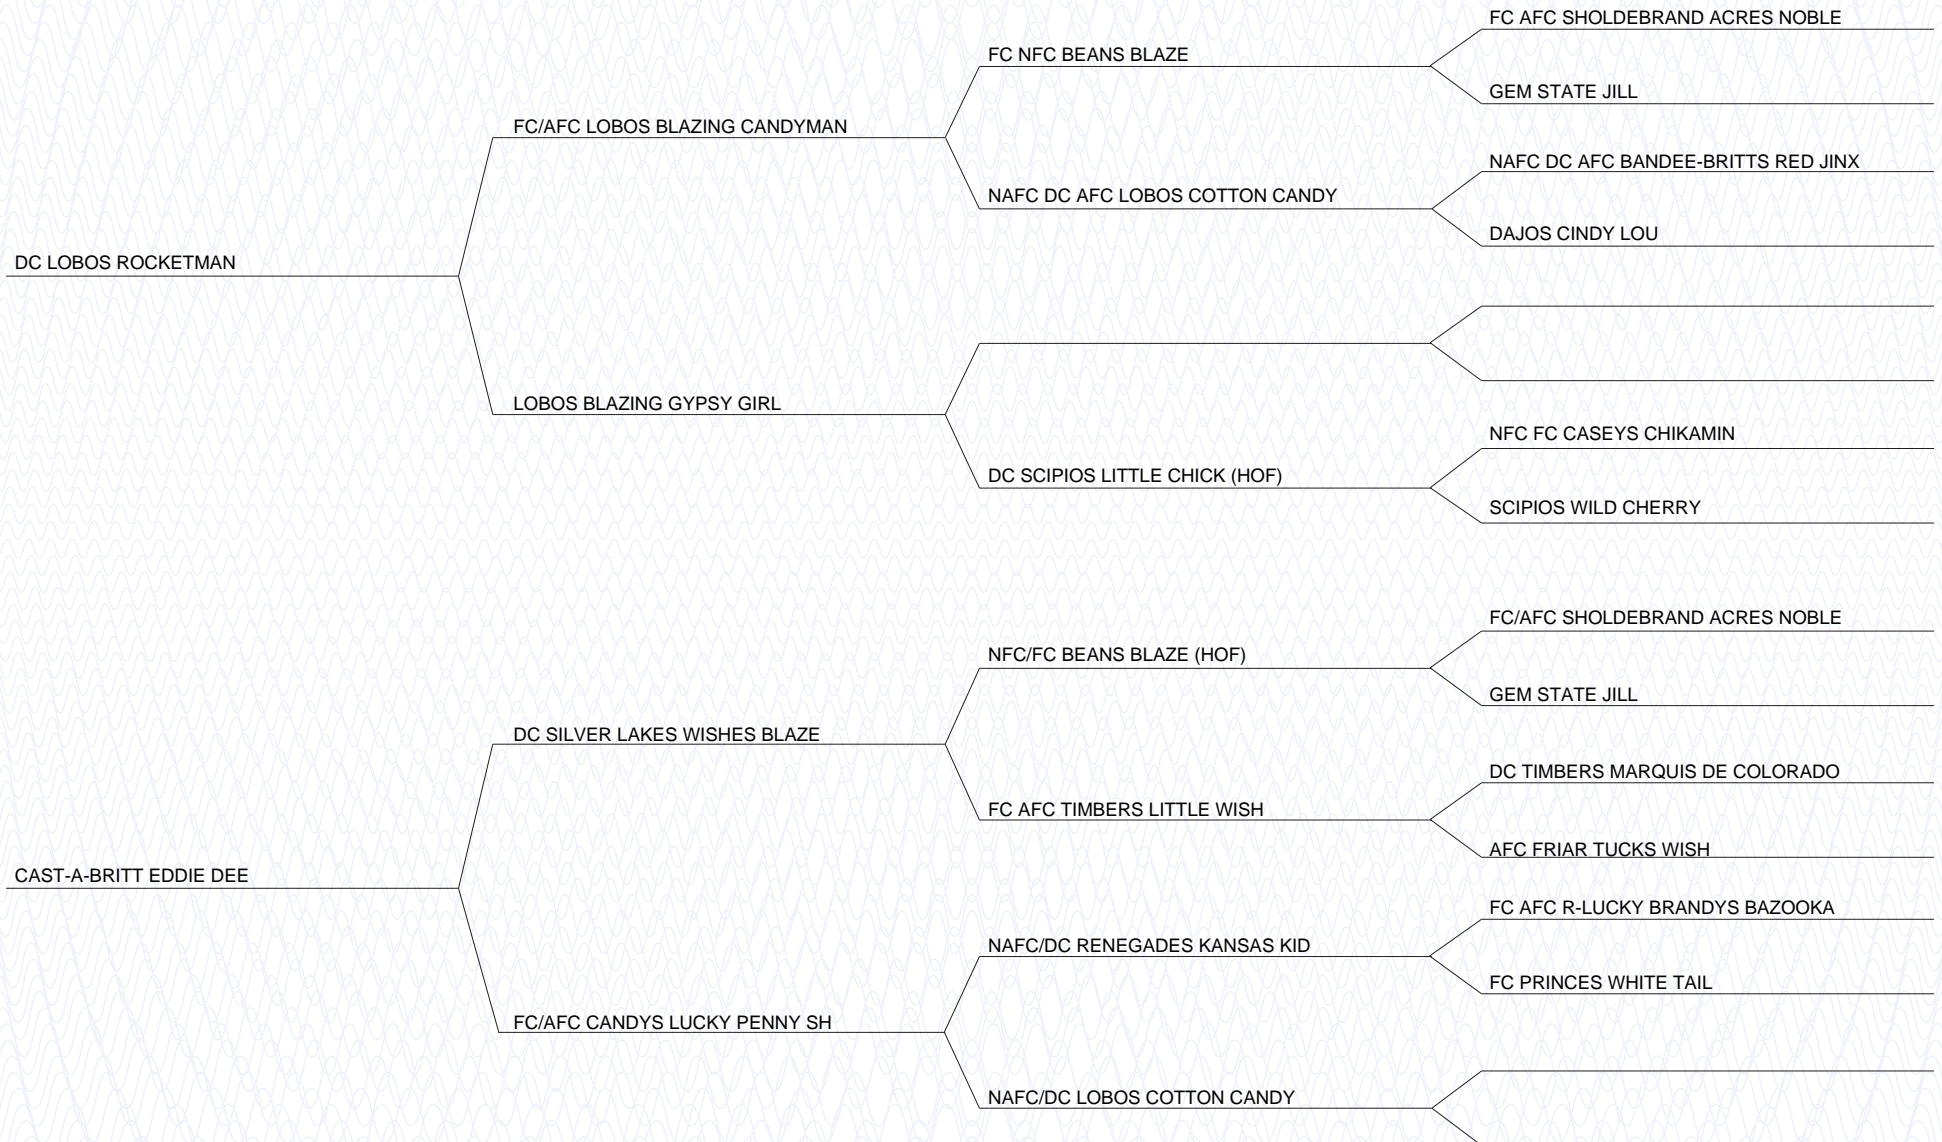 FC AFC SHOLDEBRAND ACRES NOBLE
FC NFC BEANS BLAZE
GEM STATE JILL
FC/AFC LOBOS BLAZING CANDYMAN
NAFC DC AFC BANDEE-BRITTS RED JINX
NAFC DC AFC LOBOS COTTON CANDY
DAJOS CINDY LOU
DC LOBOS ROCKETMAN
LOBOS BLAZING GYPSY GIRL
NFC FC CASEYS CHIKAMIN
DC SCIPIOS LITTLE CHICK (HOF)
SCIPIOS WILD CHERRY
FC/AFC SHOLDEBRAND ACRES NOBLE
NFC/FC BEANS BLAZE (HOF)
GEM STATE JILL
DC SILVER LAKES WISHES BLAZE
DC TIMBERS MARQUIS DE COLORADO
FC AFC TIMBERS LITTLE WISH
AFC FRIAR TUCKS WISH
CAST-A-BRITT EDDIE DEE
FC AFC R-LUCKY BRANDYS BAZOOKA
NAFC/DC RENEGADES KANSAS KID
FC PRINCES WHITE TAIL
FC/AFC CANDYS LUCKY PENNY SH
NAFC/DC LOBOS COTTON CANDY